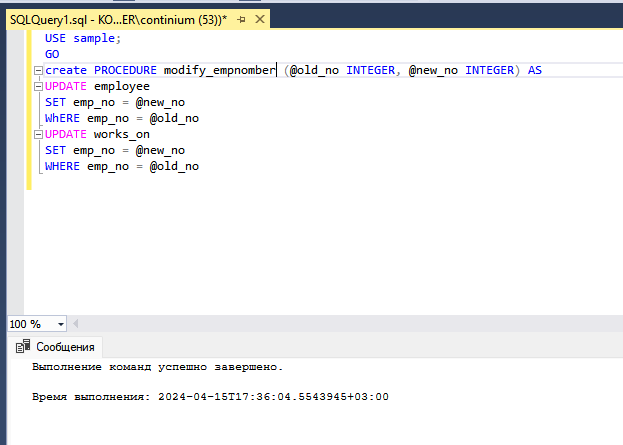 SQLQuery1.sql - KO...ER\continium (53))*
USE sample;
GO
create PROCEDURE modify_empnomber (@old_no INTEGER, @new_no INTEGER) AS
UPDATE employee
SET emp_no = @new_no
WhERE emp_no = @old_no
UPDATE works_on
SET emp_no = @new_no
WHERE emp_no = @old_no
100 %
Сообщения
Выполнение команд успешно завершено.
Время выполнения: 2024-04-15T17:36:04.5543945+03:00